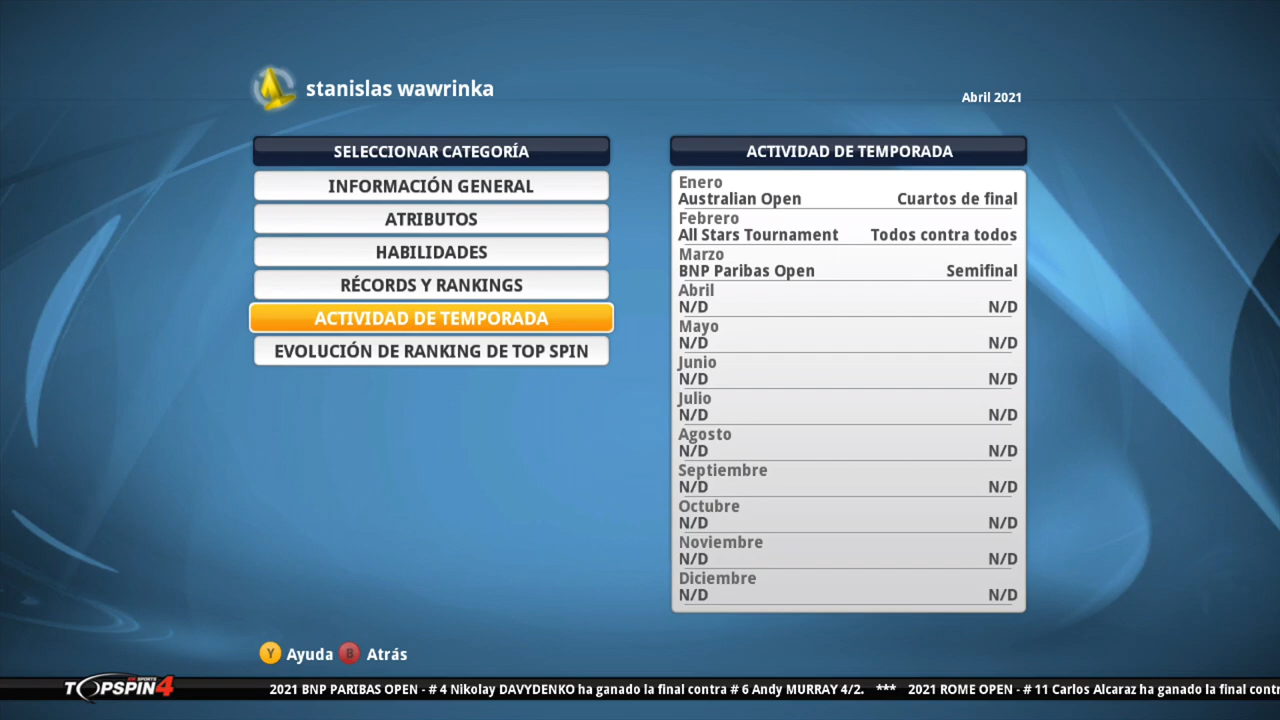 stanislas wawrinka
Abril 2021
SELECCIONAR CATEGORÍA
INFORMACIÓN GENERAL
ATRIBUTOS
HABILIDADES
RÉCORDS Y RANKINGS
ACTIVIDAD DE TEMPORADA
EVOLUCIÓN DE RANKING DE TOP SPIN
ACTIVIDAD DE TEMPORADA
Enero
Australian Open Cuartos de final
Febrero
All Stars Tournament Todos contra todos
Marzo
BNP Paribas Open Semifinal
Abril
N/D N/D
Mayo
N/D N/D
Junio
N/D N/D
Julio
N/D N/D
Agosto
N/D N/D
Septiembre
N/D N/D
Octubre
N/D N/D
Noviembre
N/D N/D
Diciembre
N/D N/D
Y Ayuda B Atrás
2K SPORTS
TOPSPIN 4
2021 BNP PARIBAS OPEN - # 4 Nikolay DAVYDENKO ha ganado la final contra # 6 Andy MURRAY 4/2. *** 2021 ROME OPEN - # 11 Carlos Alcaraz ha ganado la final contr